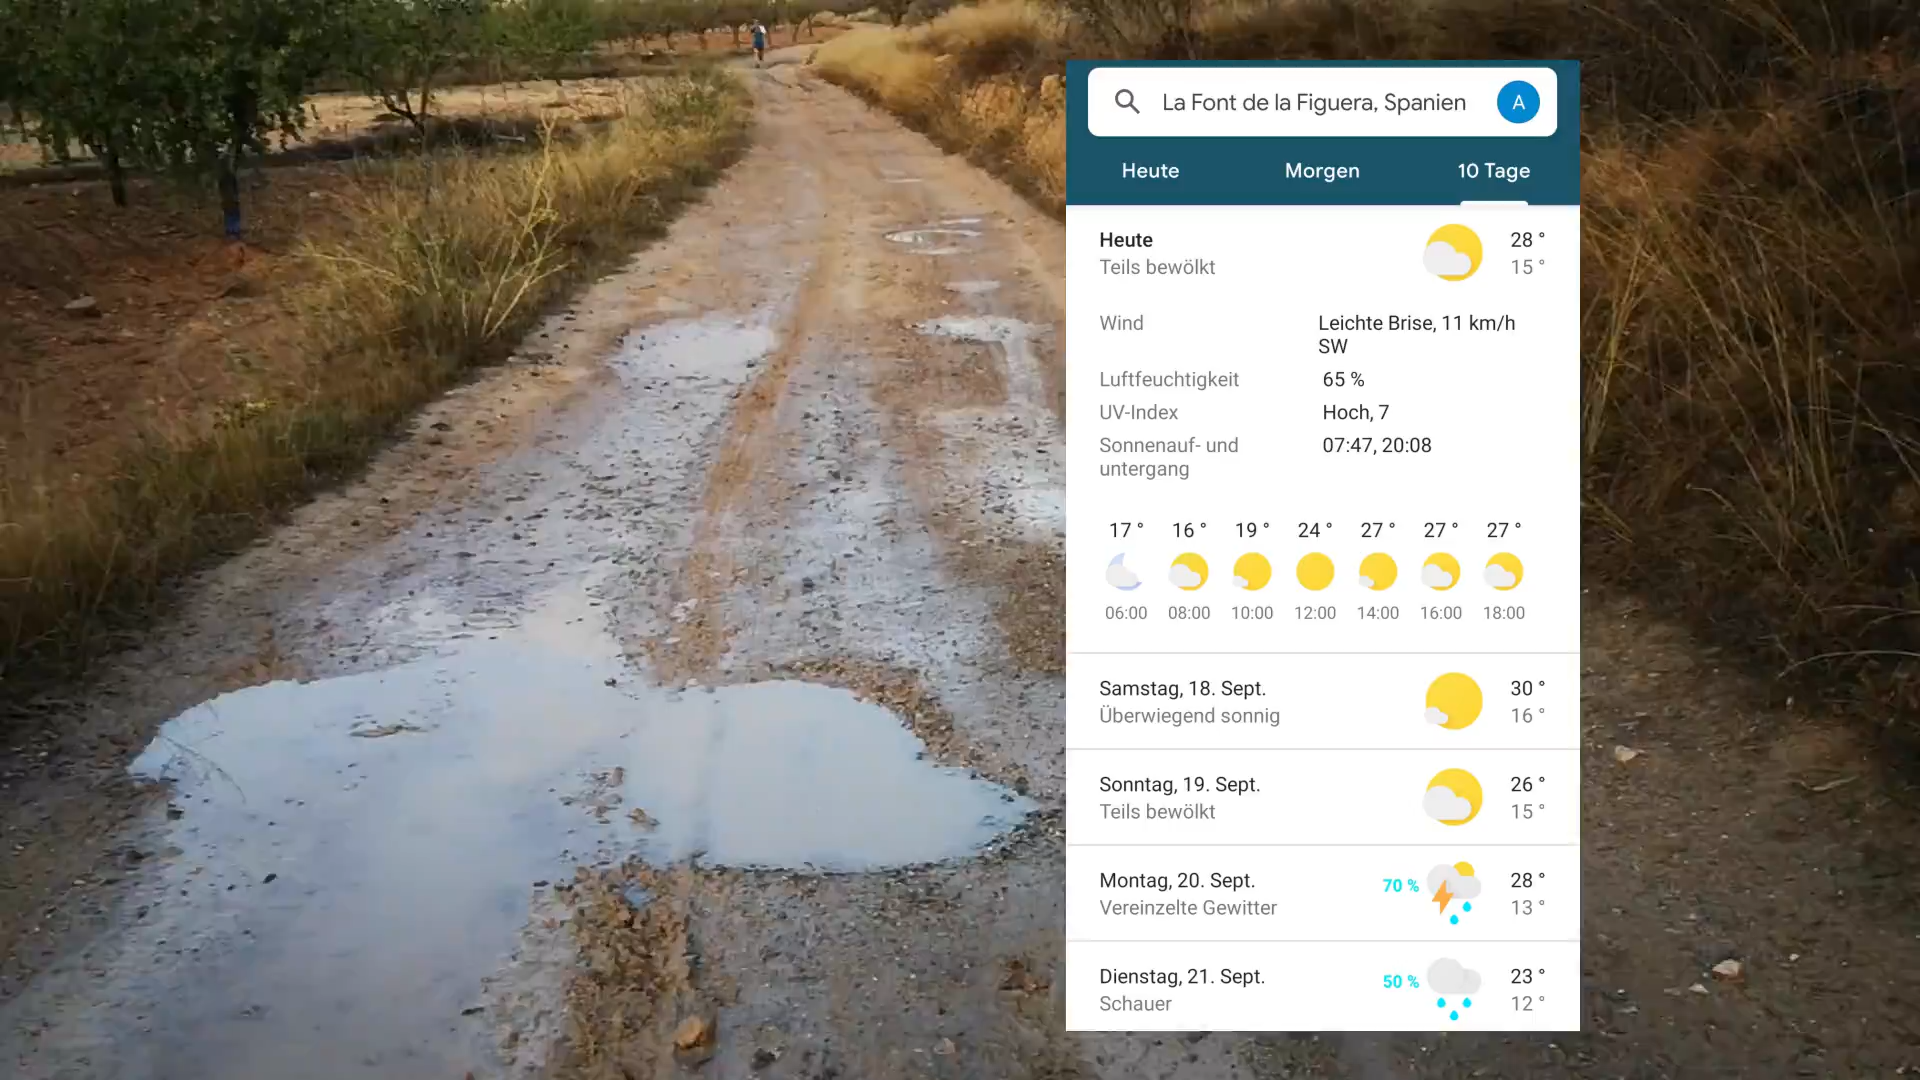 La Font de la Figuera, Spanien
A
Heute Morgen 10 Tage
Heute 28 °
Teils bewölkt 15 °
Wind Leichte Brise, 11 km/h
SW
Luftfeuchtigkeit 65 %
UV-Index Hoch, 7
Sonnenauf- und 07:47, 20:08
untergang
17 ° 16 ° 19 ° 24 ° 27 ° 27 ° 27 °
06:00 08:00 10:00 12:00 14:00 16:00 18:00
Samstag, 18. Sept. 30 °
Überwiegend sonnig 16 °
Sonntag, 19. Sept. 26 °
Teils bewölkt 15 °
Montag, 20. Sept. 70 % 28 °
Vereinzelte Gewitter 13 °
Dienstag, 21. Sept. 50 % 23 °
Schauer 12 °